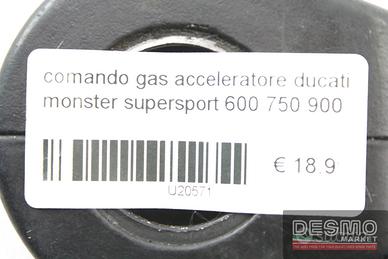 comando gas acceleratore ducati
monster supersport 600 750 900
€ 18.9
U20571
DESMO
MARKET